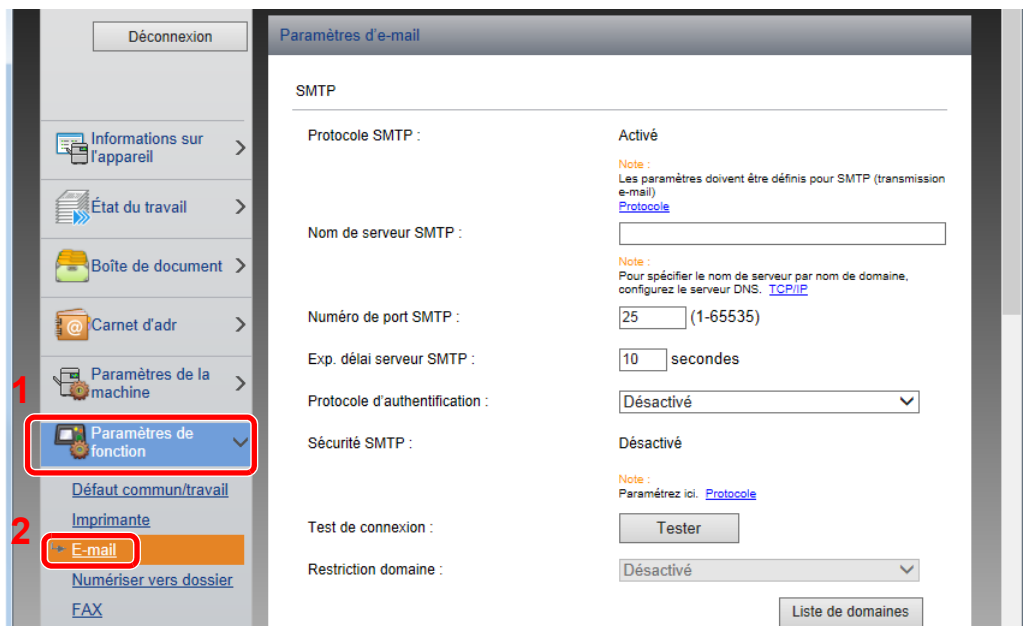 Déconnexion
Informations sur
l'appareil
État du travail
Boîte de document
Carnet d'adr
1
Paramètres de la
machine
Paramètres de
fonction
Défaut commun/travail
Imprimante
2
E-mail
Numériser vers dossier
FAX
Paramètres d'e-mail
SMTP
Protocole SMTP :
Activé
Note :
Les paramètres doivent être définis pour SMTP (transmission
e-mail)
Protocole
Nom de serveur SMTP :
Note :
Pour spécifier le nom de serveur par nom de domaine,
configurez le serveur DNS. TCP/IP
Numéro de port SMTP :
25 (1-65535)
Exp. délai serveur SMTP :
10 secondes
Protocole d'authentification :
Désactivé
Sécurité SMTP :
Désactivé
Note :
Paramétrez ici. Protocole
Test de connexion :
Tester
Restriction domaine :
Désactivé
Liste de domaines